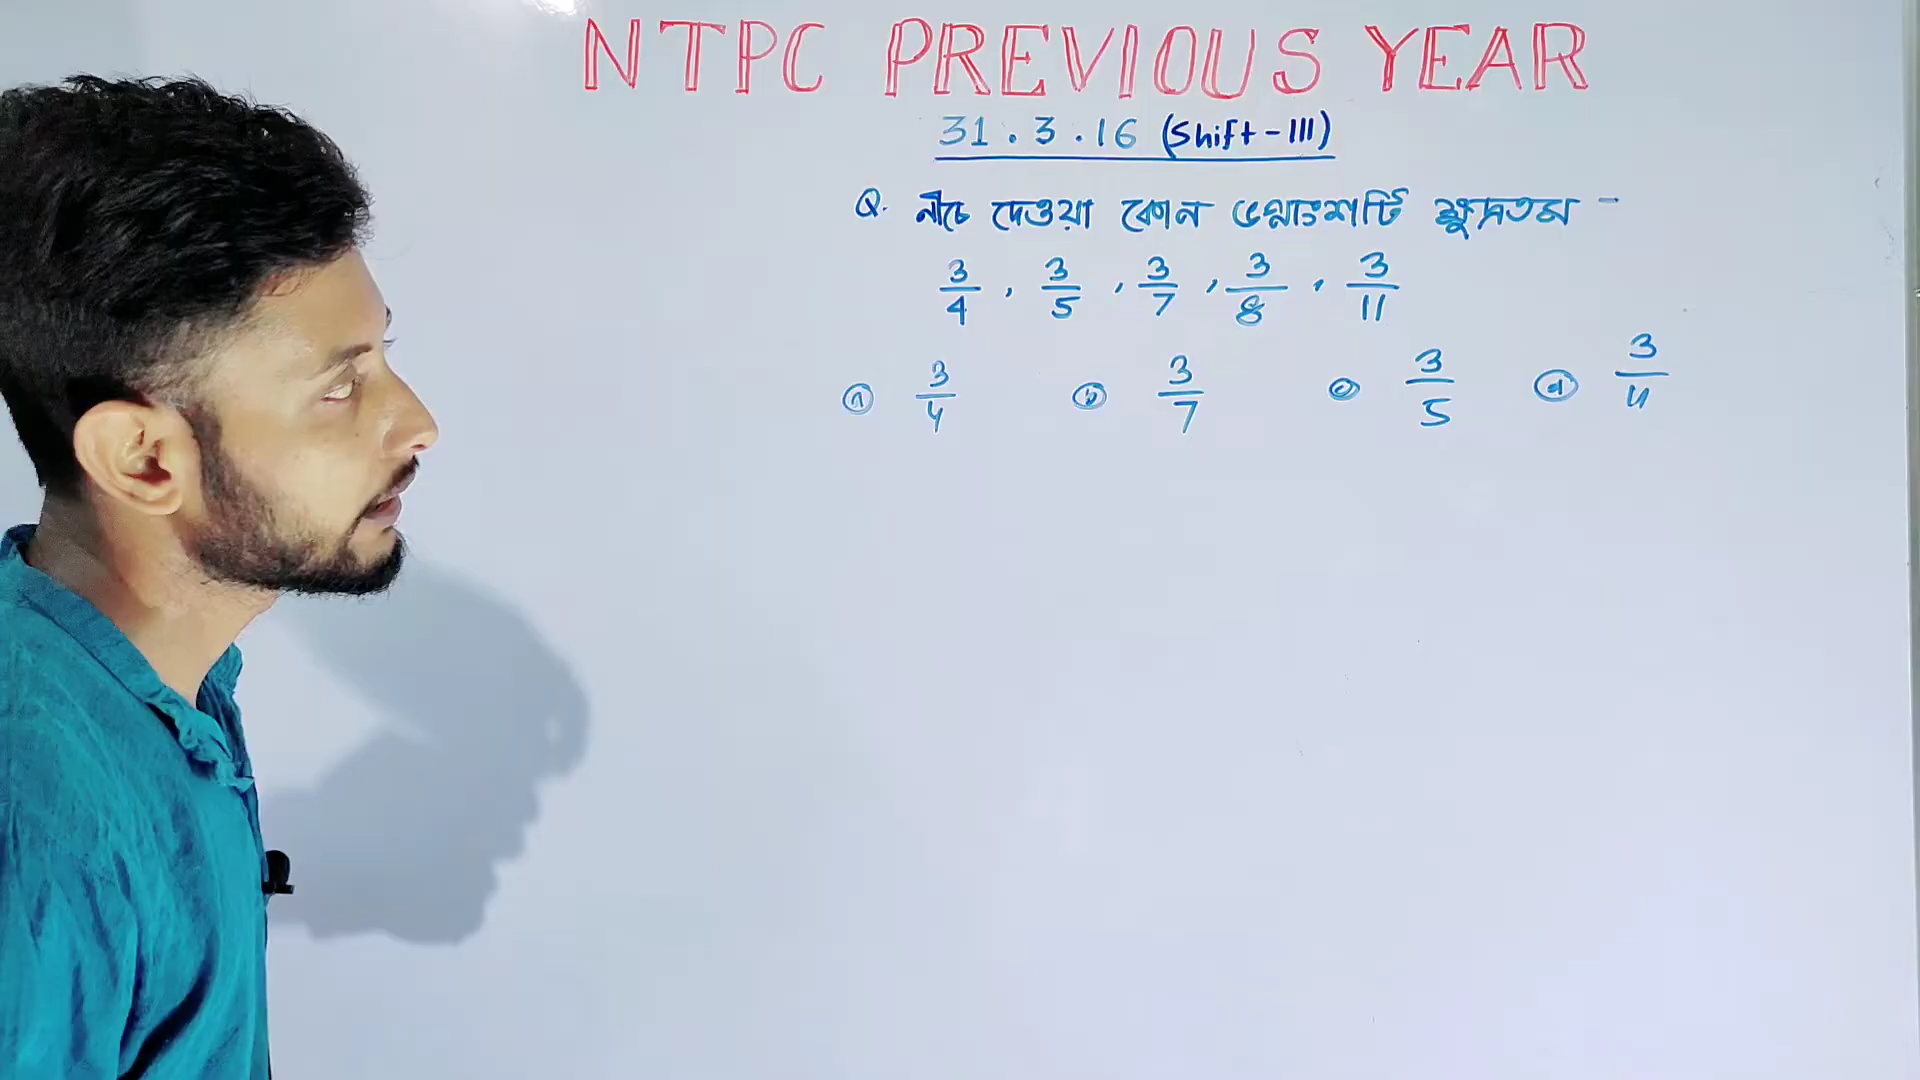 NTPC PREVIOUS YEAR
31.3.16 (Shift-III)
Q. নীচে দেওয়া কোন ভগ্নাংশটি ক্ষুদ্রতম -
3/4, 3/5, 3/7, 3/8, 3/11
(a) 3/4 (b) 3/7 (c) 3/5 (d) 3/11